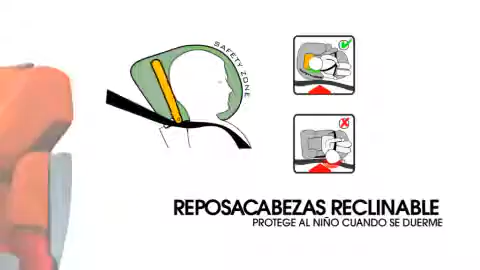 SAFETY ZONE
REPOSACABEZAS RECLINABLE
PROTEGE AL NIÑO CUANDO SE DUERME